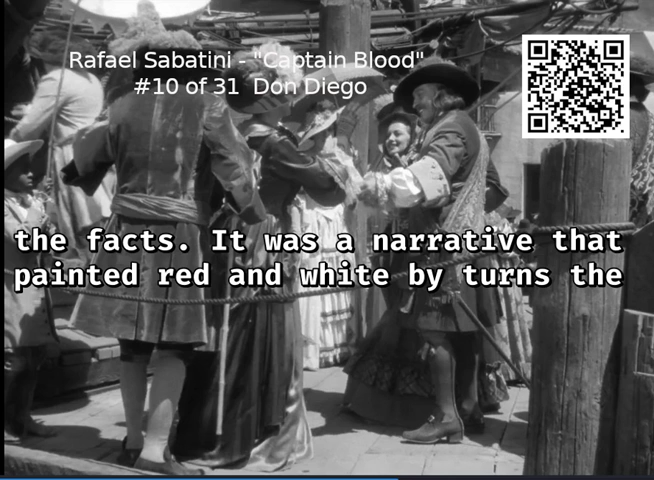 Rafael Sabatini - "Captain Blood"
#10 of 31  Don Diego
the facts. It was a narrative that
painted red and white by turns the